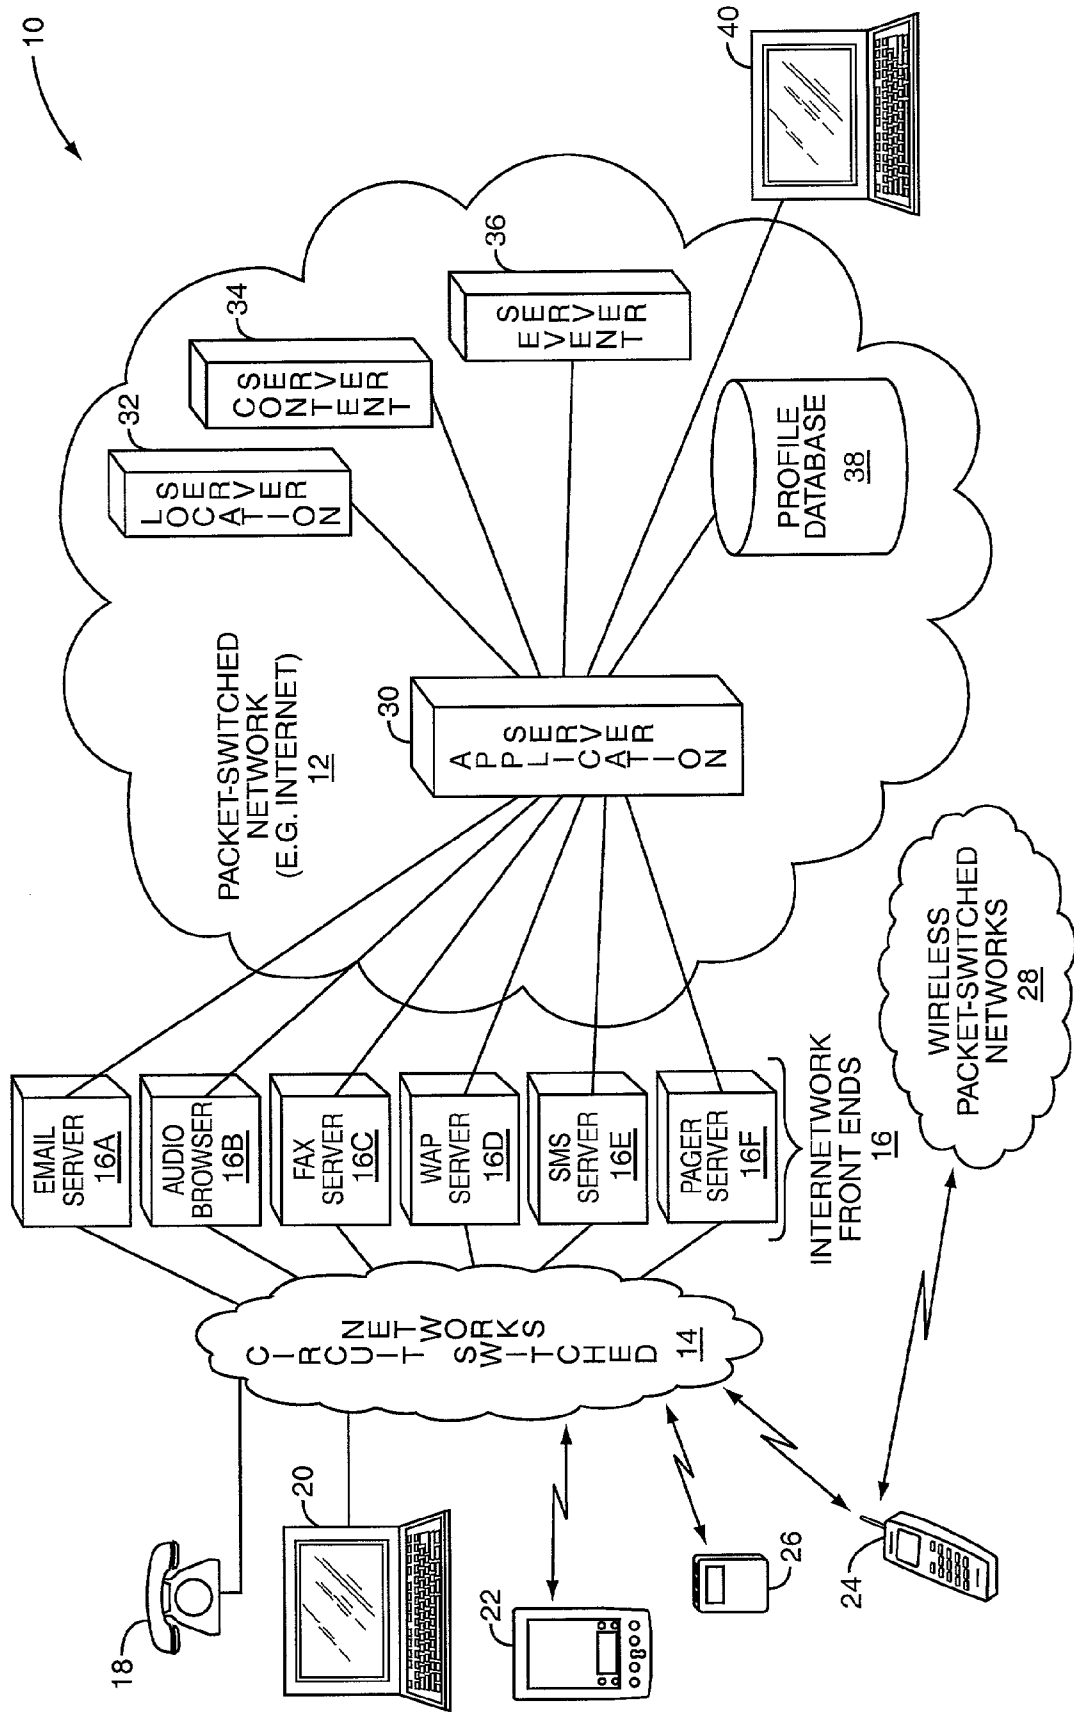 10
PACKET-SWITCHED
NETWORK
(E.G. INTERNET)
12
LOCATION
SERVER
32
CONTENT
SERVER
34
EVENT
SERVER
36
40
PROFILE
DATABASE
38
APPLICATION
SERVER
30
EMAIL
SERVER
16A
AUDIO
BROWSER
16B
FAX
SERVER
16C
WAP
SERVER
16D
SMS
SERVER
16E
PAGER
SERVER
16F
INTERNETWORK
FRONT ENDS
16
WIRELESS
PACKET-SWITCHED
NETWORKS
28
CIRCUIT SWITCHED
NETWORKS
14
18
20
22
26
24